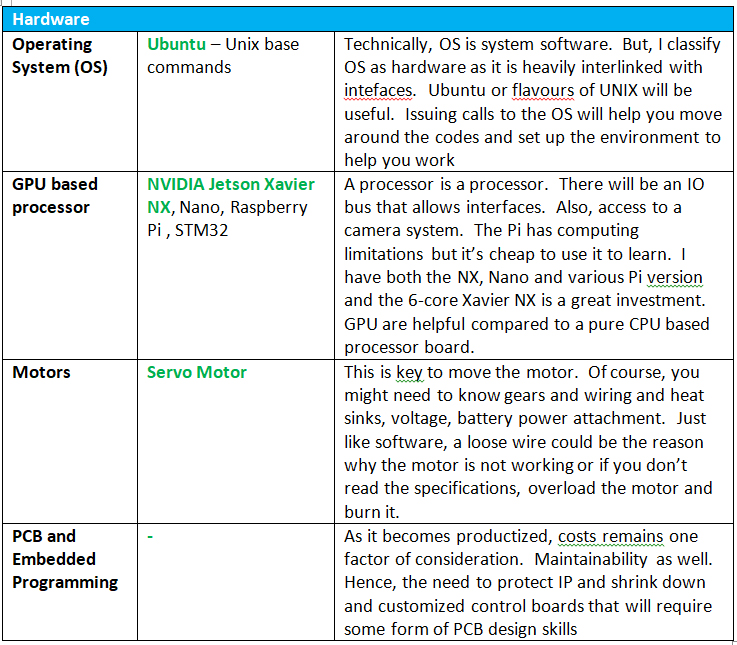 Hardware
Operating
System (OS)
Ubuntu – Unix base
commands
Technically, OS is system software.  But, I classify
OS as hardware as it is heavily interlinked with
intefaces.  Ubuntu or flavours of UNIX will be
useful.  Issuing calls to the OS will help you move
around the codes and set up the environment to
help you work
GPU based
processor
NVIDIA Jetson Xavier
NX, Nano, Raspberry
Pi , STM32
A processor is a processor.  There will be an IO
bus that allows interfaces.  Also, access to a
camera system.  The Pi has computing
limitations but it’s cheap to use it to learn.  I
have both the NX, Nano and various Pi version
and the 6-core Xavier NX is a great investment.
GPU are helpful compared to a pure CPU based
processor board.
Motors
Servo Motor
This is key to move the motor.  Of course, you
might need to know gears and wiring and heat
sinks, voltage, battery power attachment.  Just
like software, a loose wire could be the reason
why the motor is not working or if you don’t
read the specifications, overload the motor and
burn it.
PCB and
Embedded
Programming
-
As it becomes productized, costs remains one
factor of consideration.  Maintainability  as well.
Hence, the need to protect IP and shrink down
and customized control boards that will require
some form of PCB design skills